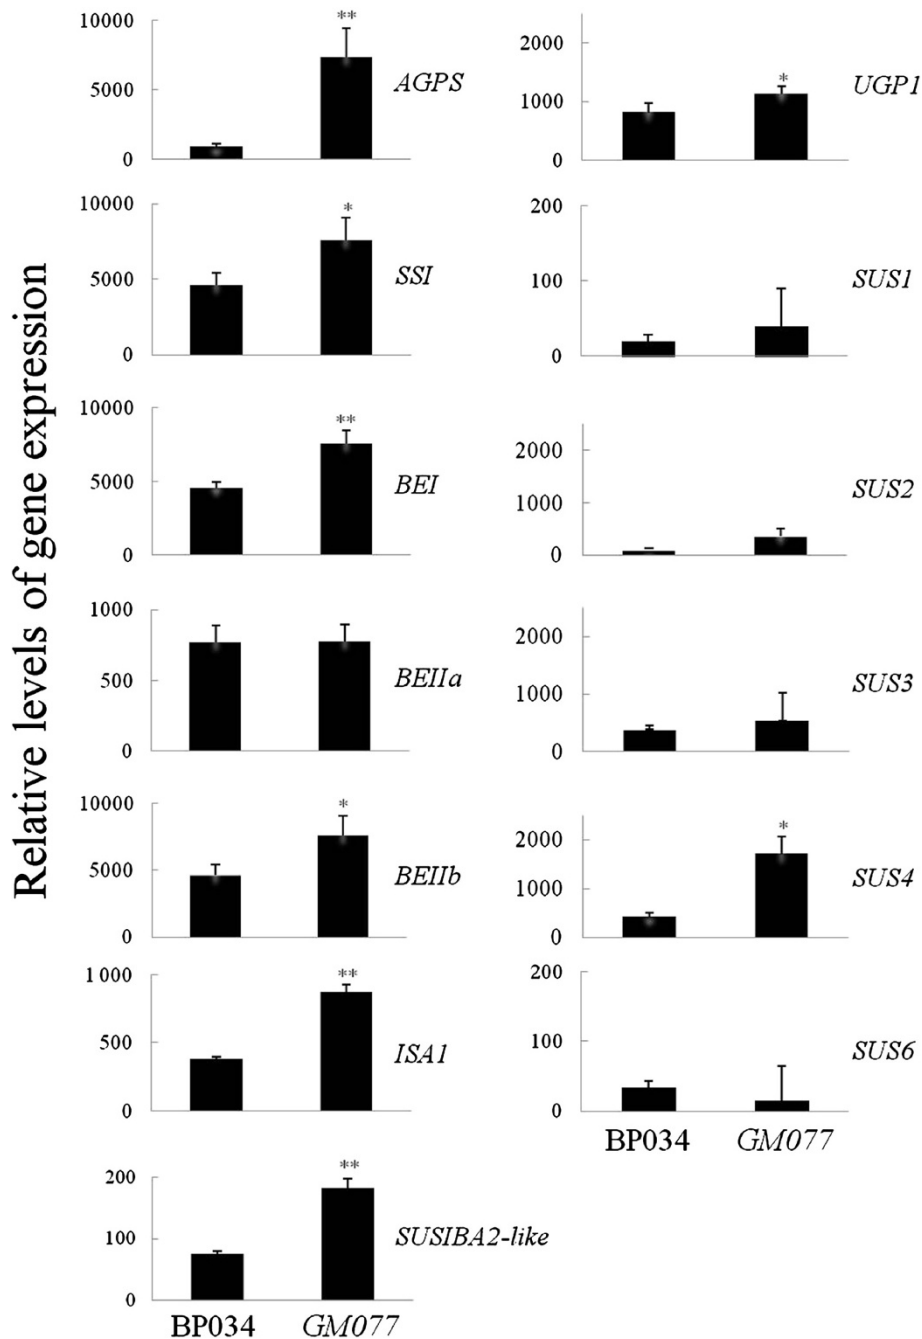 Relative levels of gene expression
10000
5000
0
**
AGPS
10000
5000
0
*
SSI
10000
5000
0
**
BEI
1000
500
0
BEIIa
10000
5000
0
*
BEIIb
1 000
500
0
**
ISA1
200
100
0
**
SUSIBA2-like
BP034 GM077
2000
1000
0
*
UGP1
200
100
0
SUS1
2000
1000
0
SUS2
2000
1000
0
SUS3
2000
1000
0
*
SUS4
200
100
0
SUS6
BP034 GM077